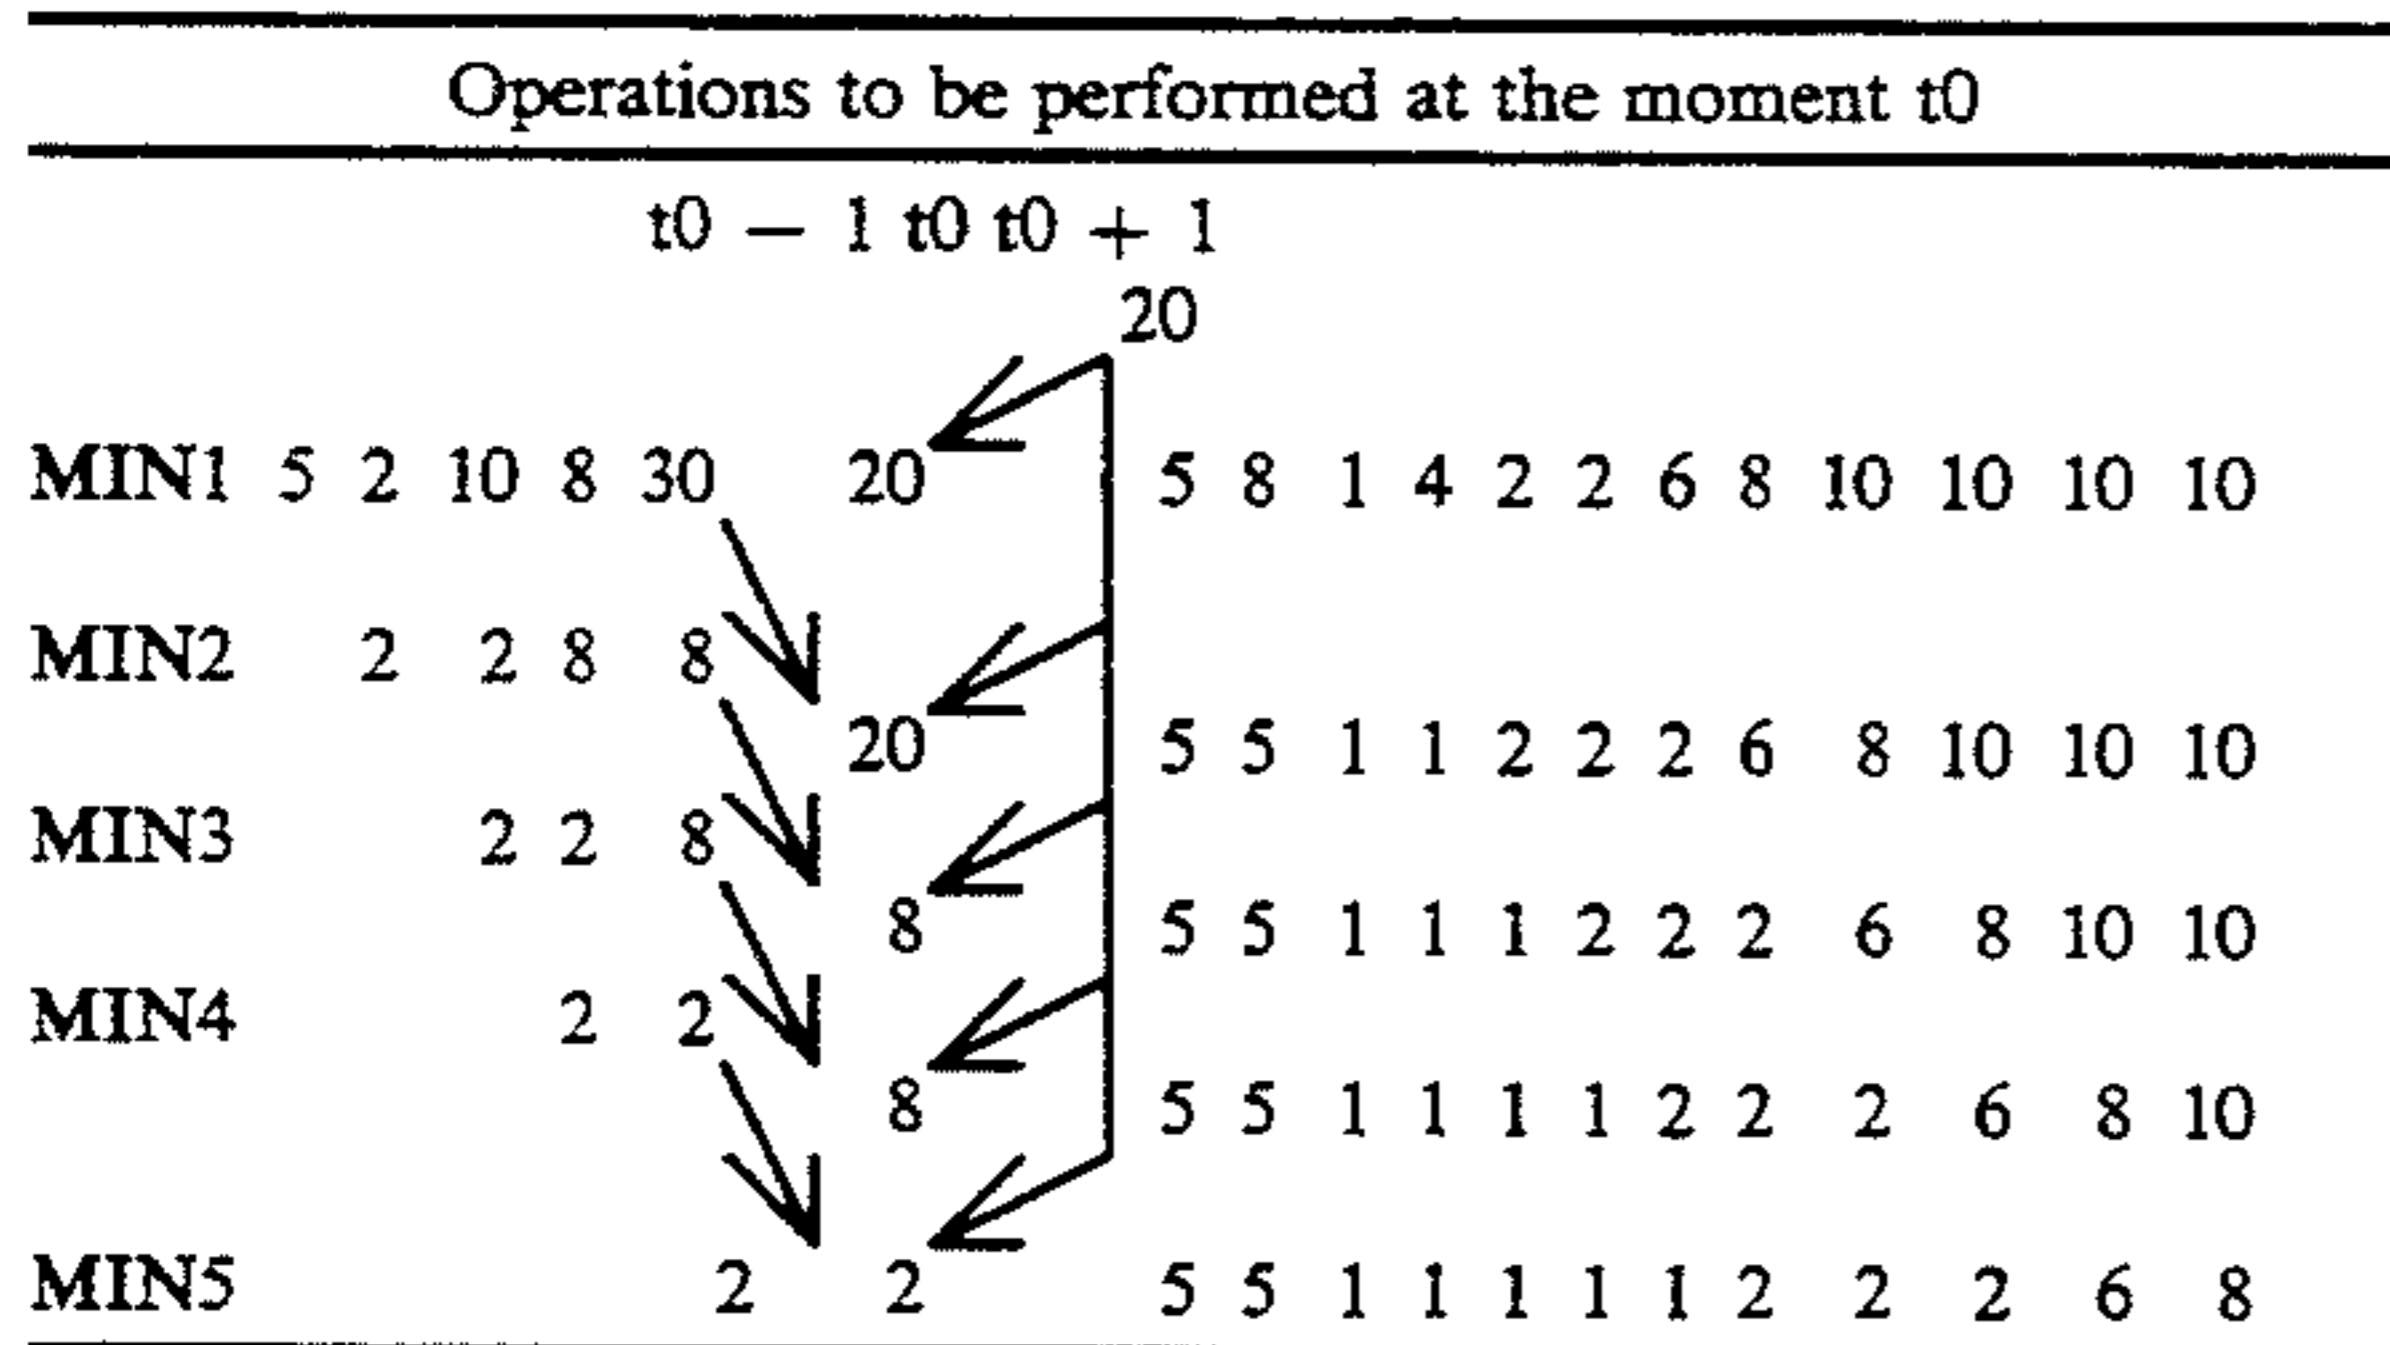 Operations to be performed at the moment t0
t0 − 1 t0 t0 + 1
20
MIN1 5 2 10 8 30 20 5 8 1 4 2 2 6 8 10 10 10 10
MIN2 2 2 8 8
20 5 5 1 1 2 2 2 6 8 10 10 10
MIN3 2 2 8
8 5 5 1 1 1 2 2 2 6 8 10 10
MIN4 2 2
8 5 5 1 1 1 1 2 2 2 6 8 10
MIN5 2 2 5 5 1 1 1 1 1 2 2 2 6 8